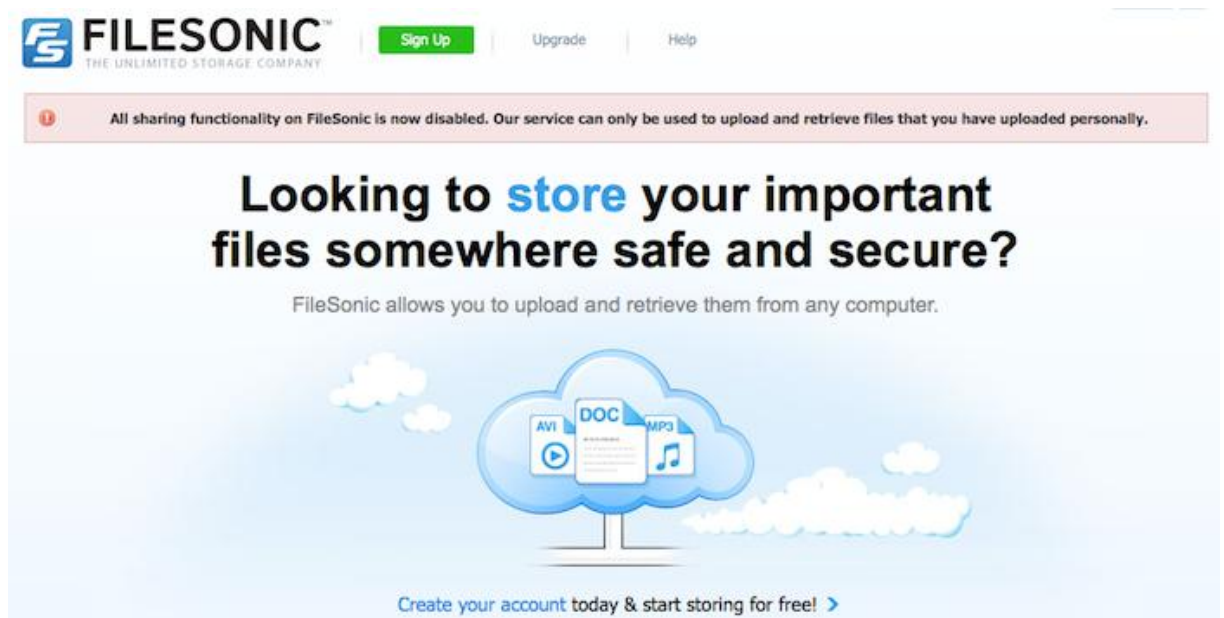 FILESONIC™
THE UNLIMITED STORAGE COMPANY
Sign Up
Upgrade
Help
All sharing functionality on FileSonic is now disabled. Our service can only be used to upload and retrieve files that you have uploaded personally.
Looking to store your important
files somewhere safe and secure?
FileSonic allows you to upload and retrieve them from any computer.
AVI
DOC
MP3
Create your account today & start storing for free! >